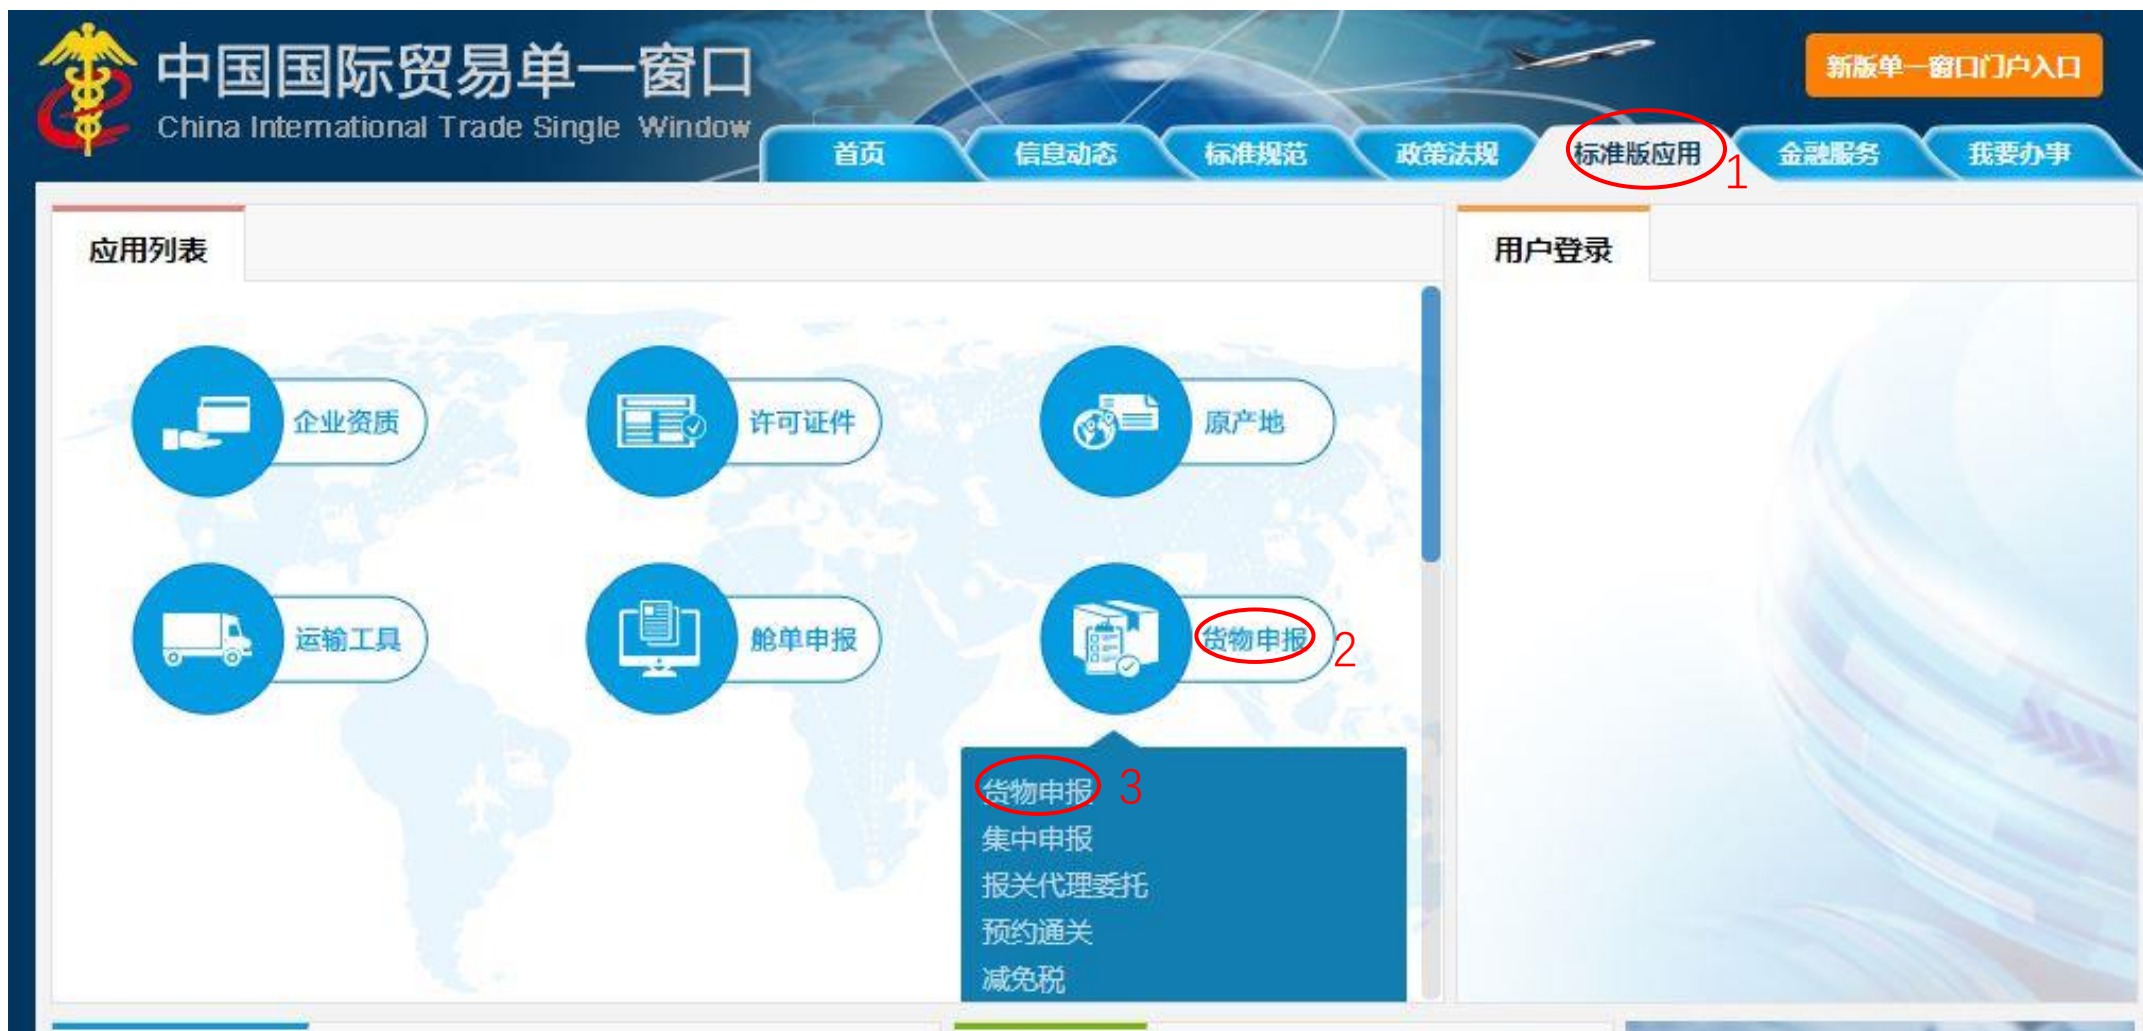 中国国际贸易单一窗口
China International Trade Single Window
新版单一窗口门户入口
首页 信息动态 标准规范 政策法规 标准版应用 1 金融服务 我要办事
应用列表
用户登录
企业资质 许可证件 原产地
运输工具 舱单申报 货物申报 2
货物申报 3
集中申报
报关代理委托
预约通关
减免税